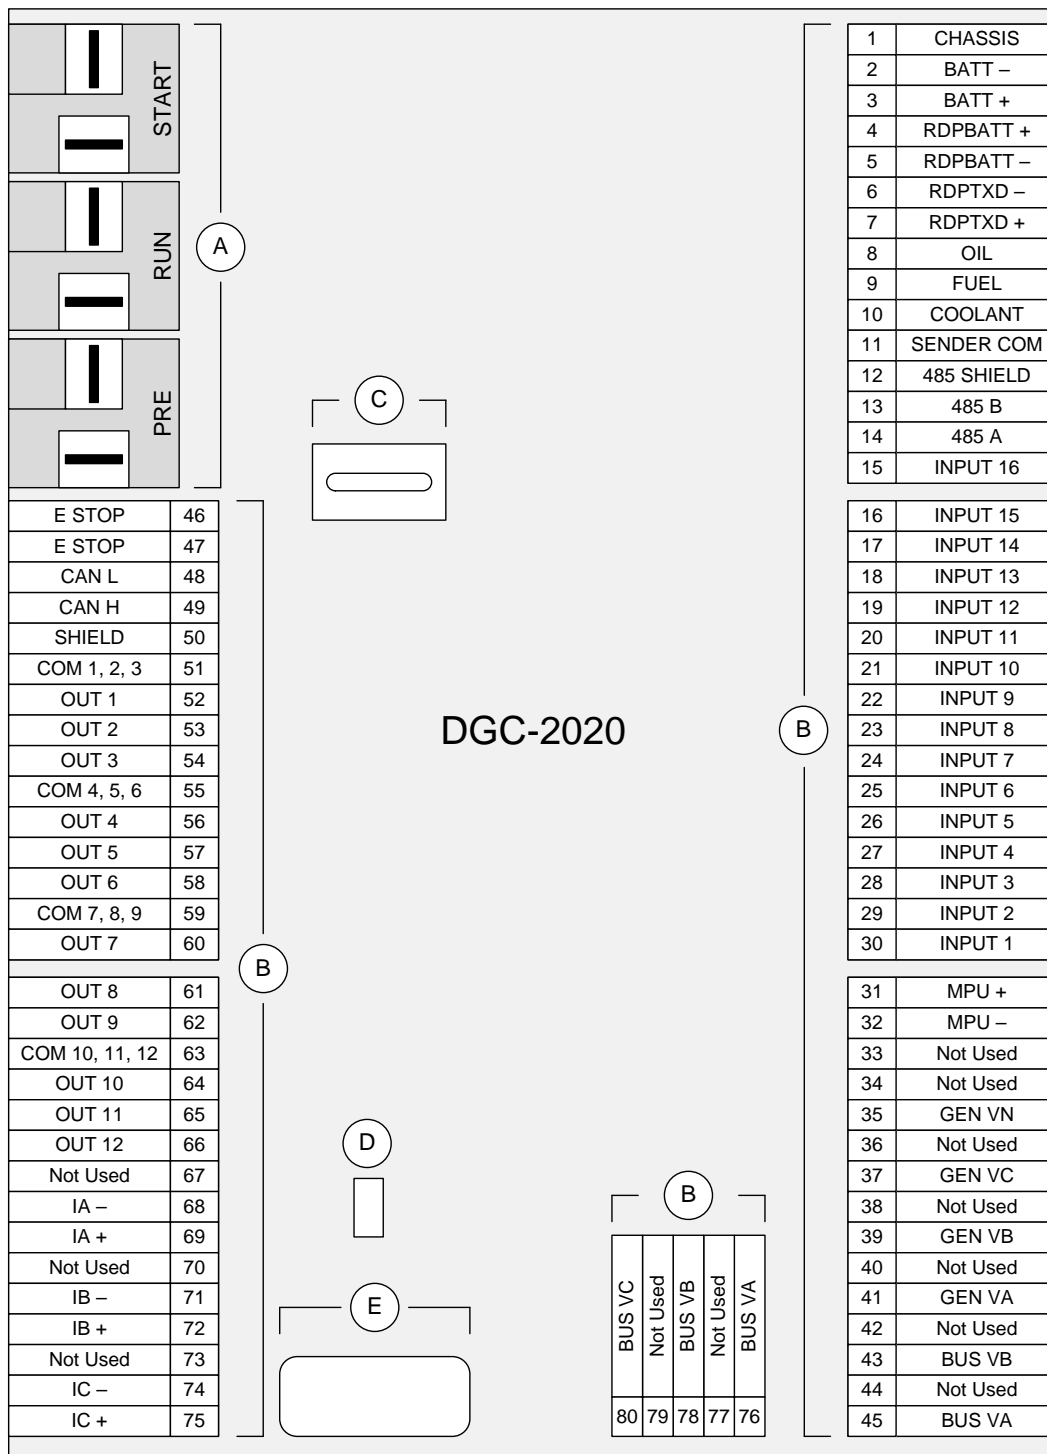 START
RUN
PRE
A
E STOP 46
E STOP 47
CAN L 48
CAN H 49
SHIELD 50
COM 1, 2, 3 51
OUT 1 52
OUT 2 53
OUT 3 54
COM 4, 5, 6 55
OUT 4 56
OUT 5 57
OUT 6 58
COM 7, 8, 9 59
OUT 7 60
OUT 8 61
OUT 9 62
COM 10, 11, 12 63
OUT 10 64
OUT 11 65
OUT 12 66
Not Used 67
IA – 68
IA + 69
Not Used 70
IB – 71
IB + 72
Not Used 73
IC – 74
IC + 75
B
C
DGC-2020
D
E
B
BUS VC
Not Used
BUS VB
Not Used
BUS VA
80 79 78 77 76
B
1 CHASSIS
2 BATT –
3 BATT +
4 RDPBATT +
5 RDPBATT –
6 RDPTXD –
7 RDPTXD +
8 OIL
9 FUEL
10 COOLANT
11 SENDER COM
12 485 SHIELD
13 485 B
14 485 A
15 INPUT 16
16 INPUT 15
17 INPUT 14
18 INPUT 13
19 INPUT 12
20 INPUT 11
21 INPUT 10
22 INPUT 9
23 INPUT 8
24 INPUT 7
25 INPUT 6
26 INPUT 5
27 INPUT 4
28 INPUT 3
29 INPUT 2
30 INPUT 1
31 MPU +
32 MPU –
33 Not Used
34 Not Used
35 GEN VN
36 Not Used
37 GEN VC
38 Not Used
39 GEN VB
40 Not Used
41 GEN VA
42 Not Used
43 BUS VB
44 Not Used
45 BUS VA